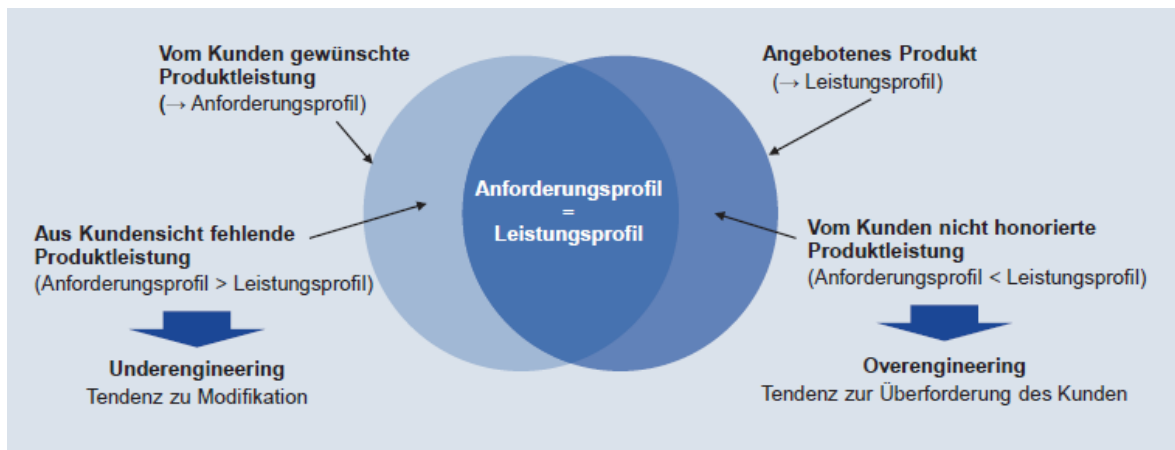 Vom Kunden gewünschte
Produktleistung
(→ Anforderungsprofil)
Angebotenes Produkt
(→ Leistungsprofil)
Anforderungsprofil
=
Leistungsprofil
Aus Kundensicht fehlende
Produktleistung
(Anforderungsprofil > Leistungsprofil)
Vom Kunden nicht honorierte
Produktleistung
(Anforderungsprofil < Leistungsprofil)
Underengineering
Tendenz zu Modifikation
Overengineering
Tendenz zur Überforderung des Kunden